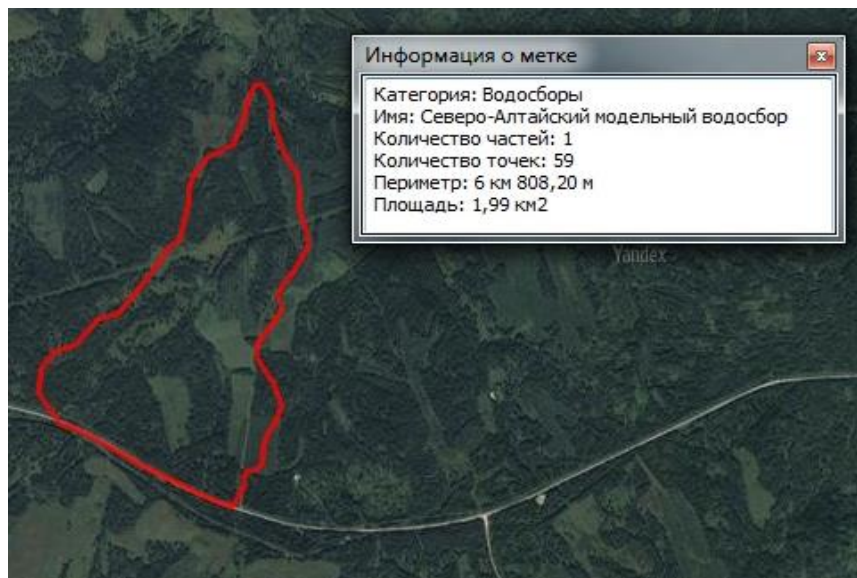 Информация о метке
Категория: Водосборы
Имя: Северо-Алтайский модельный водосбор
Количество частей: 1
Количество точек: 59
Периметр: 6 км 808,20 м
Площадь: 1,99 км2
Yandex